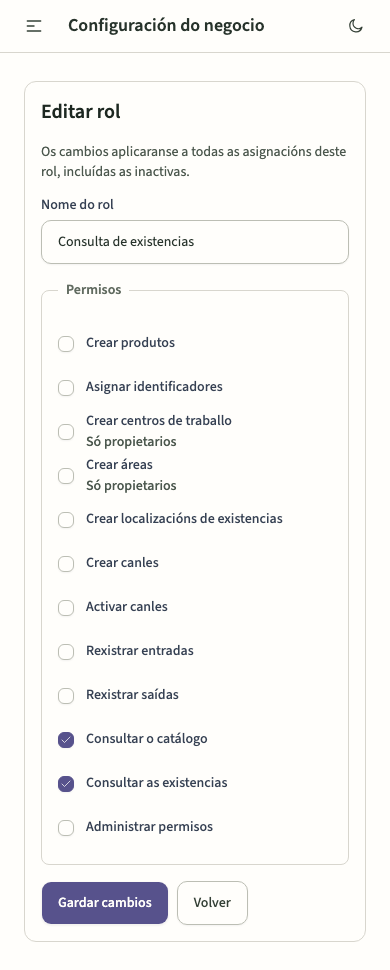 Configuración do negocio
Editar rol
Os cambios aplicaranse a todas as asignacións deste
rol, incluídas as inactivas.
Nome do rol
Consulta de existencias
Permisos
Crear produtos
Asignar identificadores
Crear centros de traballo
Só propietarios
Crear áreas
Só propietarios
Crear localizacións de existencias
Crear canles
Activar canles
Rexistrar entradas
Rexistrar saídas
Consultar o catálogo
Consultar as existencias
Administrar permisos
Gardar cambios
Volver